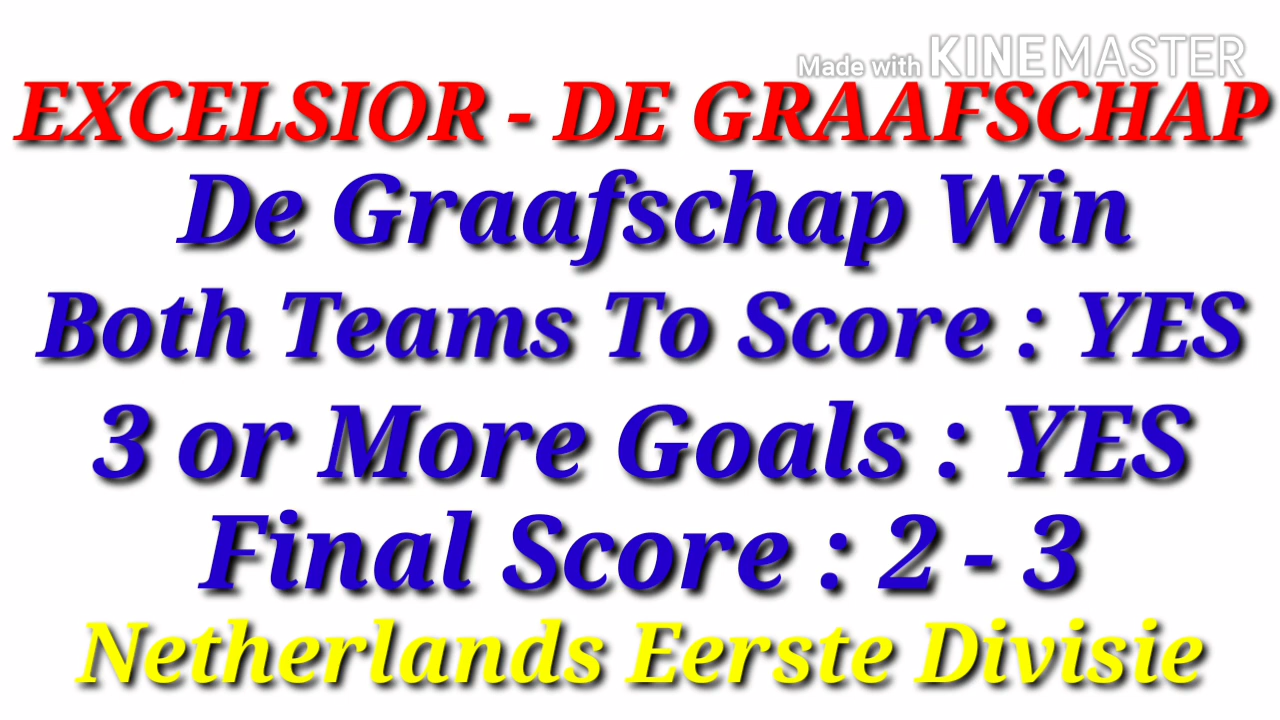 Made with KINEMASTER
EXCELSIOR - DE GRAAFSCHAP
De Graafschap Win
Both Teams To Score : YES
3 or More Goals : YES
Final Score : 2 - 3
Netherlands Eerste Divisie